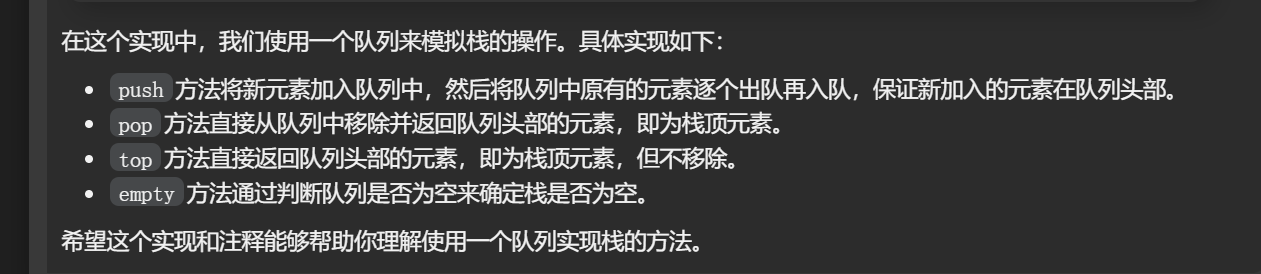 在这个实现中，我们使用一个队列来模拟栈的操作。具体实现如下：
• push 方法将新元素加入队列中，然后将队列中原有的元素逐个出队再入队，保证新加入的元素在队列头部。
• pop 方法直接从队列中移除并返回队列头部的元素，即为栈顶元素。
• top 方法直接返回队列头部的元素，即为栈顶元素，但不移除。
• empty 方法通过判断队列是否为空来确定栈是否为空。
希望这个实现和注释能够帮助你理解使用一个队列实现栈的方法。